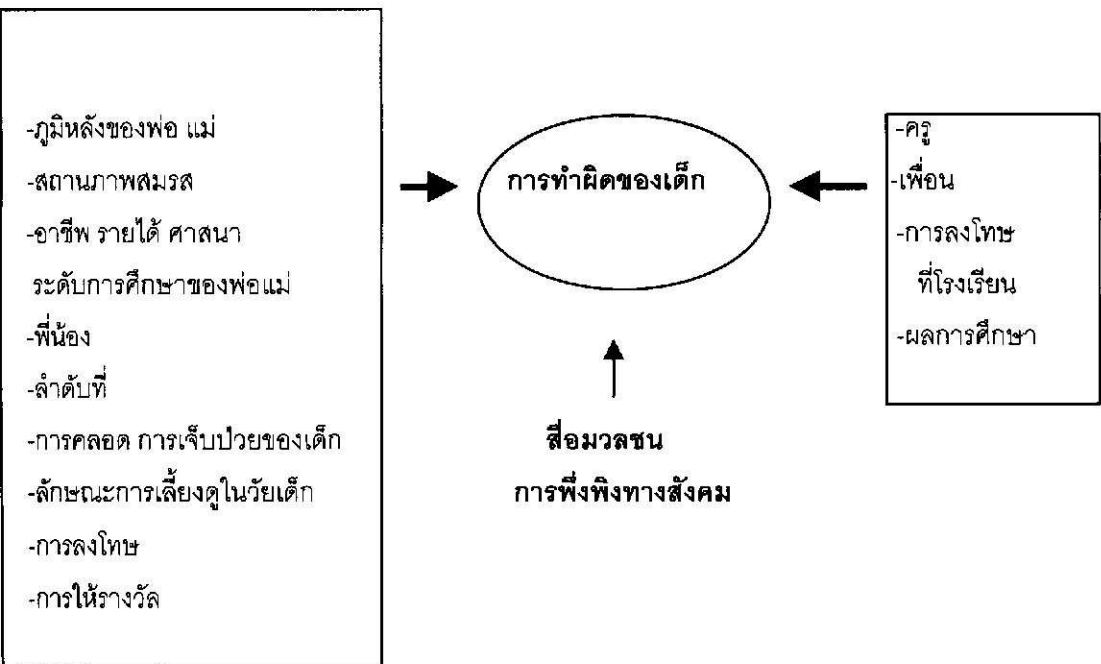 -ภูมิหลังของพ่อ แม่
-สถานภาพสมรส
-อาชีพ รายได้ ศาสนา
ระดับการศึกษาของพ่อแม่
-พี่น้อง
-ลำดับที่
-การคลอด การเจ็บป่วยของเด็ก
-ลักษณะการเลี้ยงดูในวัยเด็ก
-การลงโทษ
-การให้รางวัล
การทำผิดของเด็ก
สื่อมวลชน
การพึ่งพิงทางสังคม
-ครู
-เพื่อน
-การลงโทษ
ที่โรงเรียน
-ผลการศึกษา